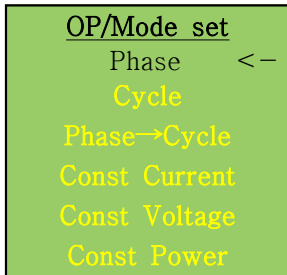 OP/Mode set
Phase <-
Cycle
Phase→Cycle
Const Current
Const Voltage
Const Power